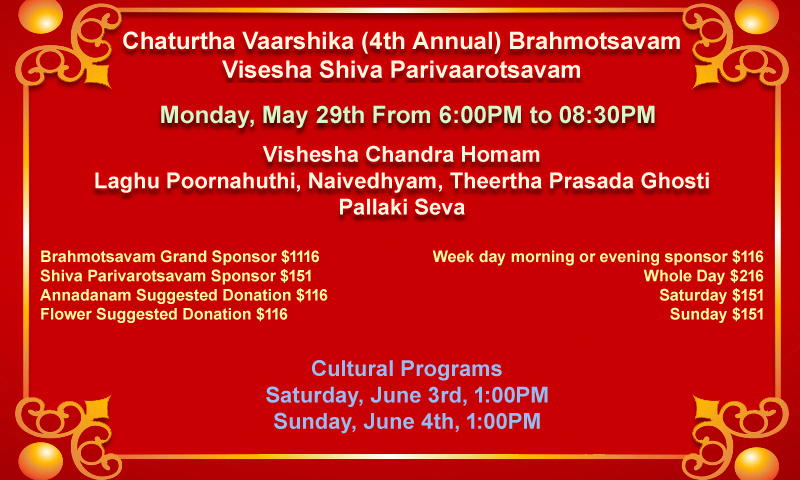 Chaturtha Vaarshika (4th Annual) Brahmotsavam
Visesha Shiva Parivaarotsavam
Monday, May 29th From 6:00PM to 08:30PM
Vishesha Chandra Homam
Laghu Poornahuthi, Naivedhyam, Theertha Prasada Ghosti
Pallaki Seva
Brahmotsavam Grand Sponsor $1116
Shiva Parivarotsavam Sponsor $151
Annadanam Suggested Donation $116
Flower Suggested Donation $116
Week day morning or evening sponsor $116
Whole Day $216
Saturday $151
Sunday $151
Cultural Programs
Saturday, June 3rd, 1:00PM
Sunday, June 4th, 1:00PM